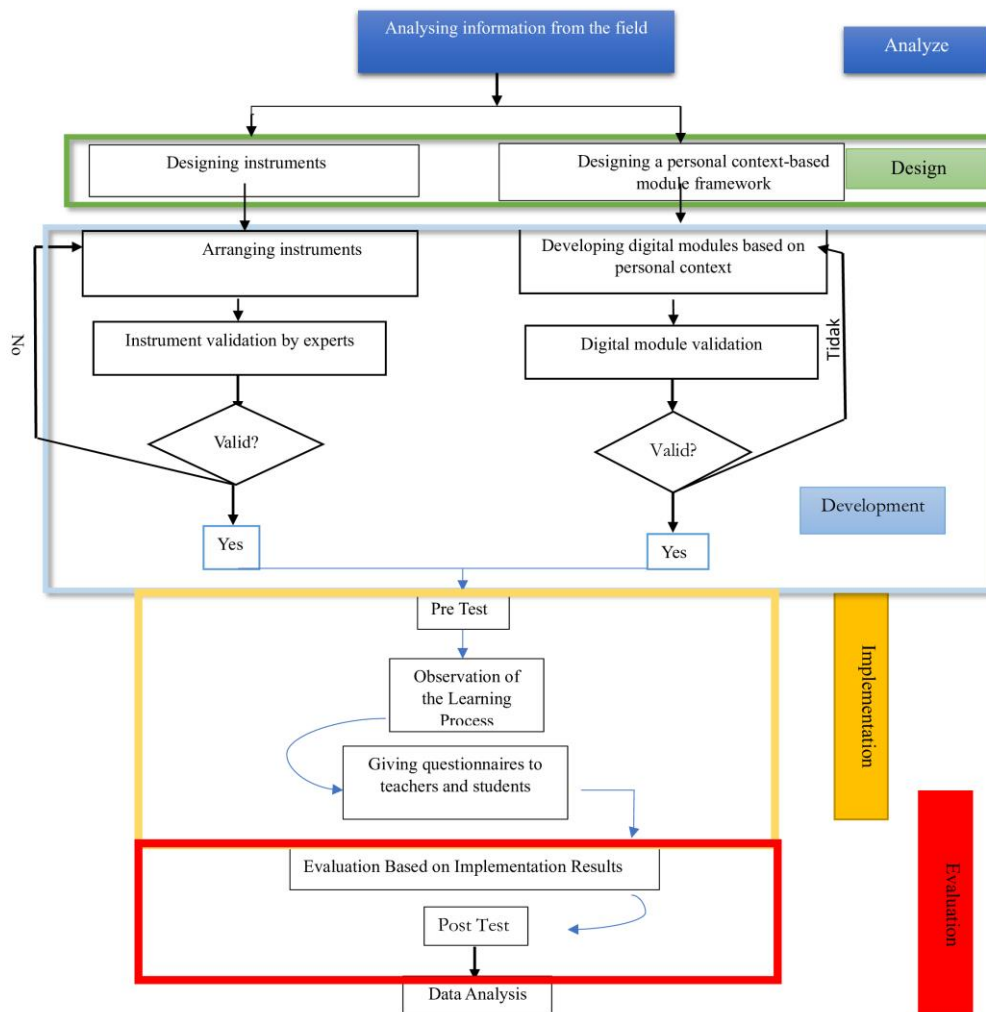 Analysing information from the field
Analyze
Designing instruments
Designing a personal context-based
module framework
Design
Arranging instruments
Developing digital modules based on
personal context
No
Instrument validation by experts
Digital module validation
Tidak
Valid?
Valid?
Development
Yes
Yes
Pre Test
Implementation
Observation of
the Learning
Process
Giving questionnaires to
teachers and students
Evaluation Based on Implementation Results
Evaluation
Post Test
Data Analysis